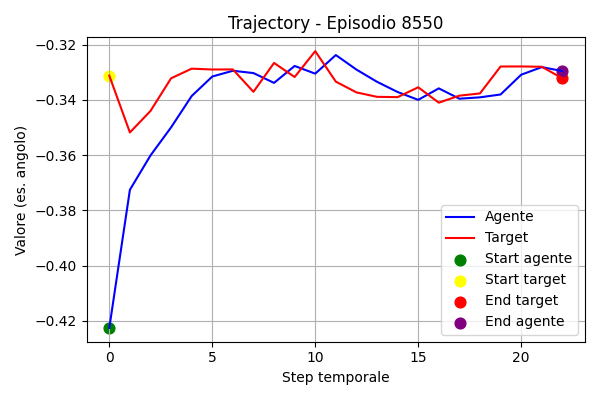 Trajectory - Episodio 8550
Valore (es. angolo)
−0.32
−0.34
−0.36
−0.38
−0.40
−0.42
0
5
10
15
20
Step temporale
Agente
Target
Start agente
Start target
End target
End agente